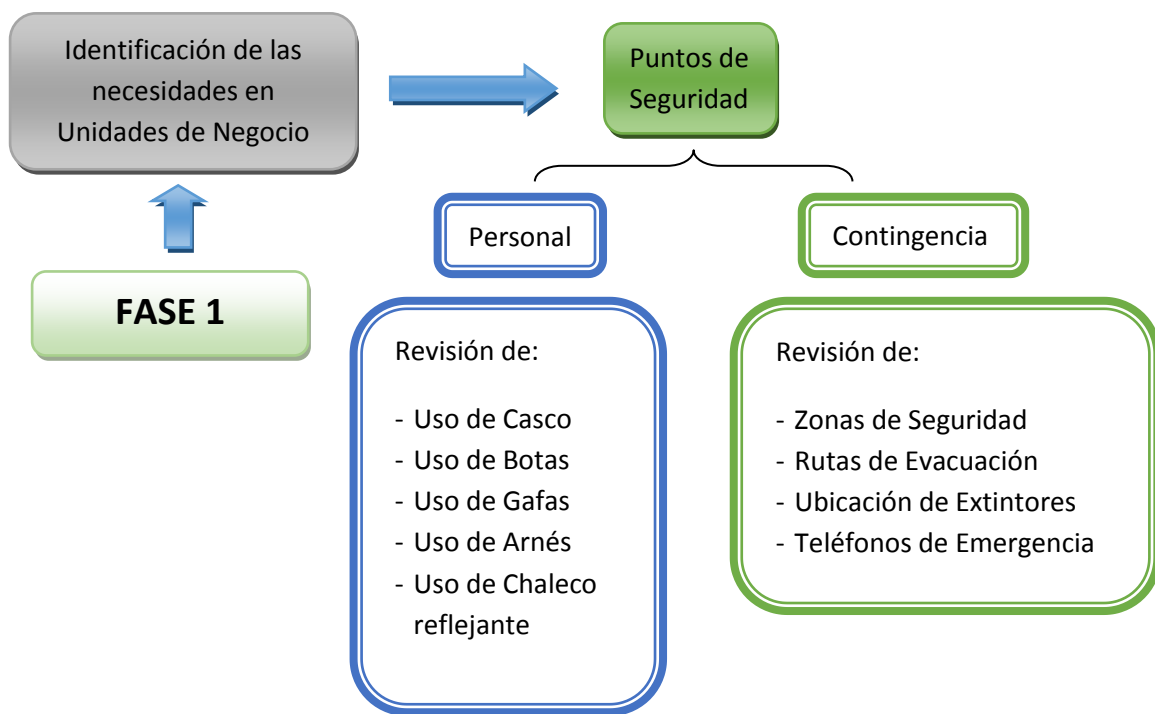 Identificación de las
necesidades en
Unidades de Negocio
Puntos de
Seguridad
FASE 1
Personal
Contingencia
Revisión de:
- Uso de Casco
- Uso de Botas
- Uso de Gafas
- Uso de Arnés
- Uso de Chaleco
reflejante
Revisión de:
- Zonas de Seguridad
- Rutas de Evacuación
- Ubicación de Extintores
- Teléfonos de Emergencia